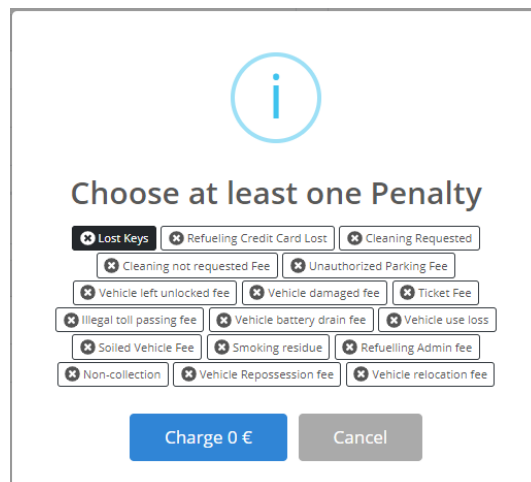 i
Choose at least one Penalty
Lost Keys Refueling Credit Card Lost Cleaning Requested
Cleaning not requested Fee Unauthorized Parking Fee
Vehicle left unlocked fee Vehicle damaged fee Ticket Fee
Illegal toll passing fee Vehicle battery drain fee Vehicle use loss
Soiled Vehicle Fee Smoking residue Refuelling Admin fee
Non-collection Vehicle Repossession fee Vehicle relocation fee
Charge 0 € Cancel